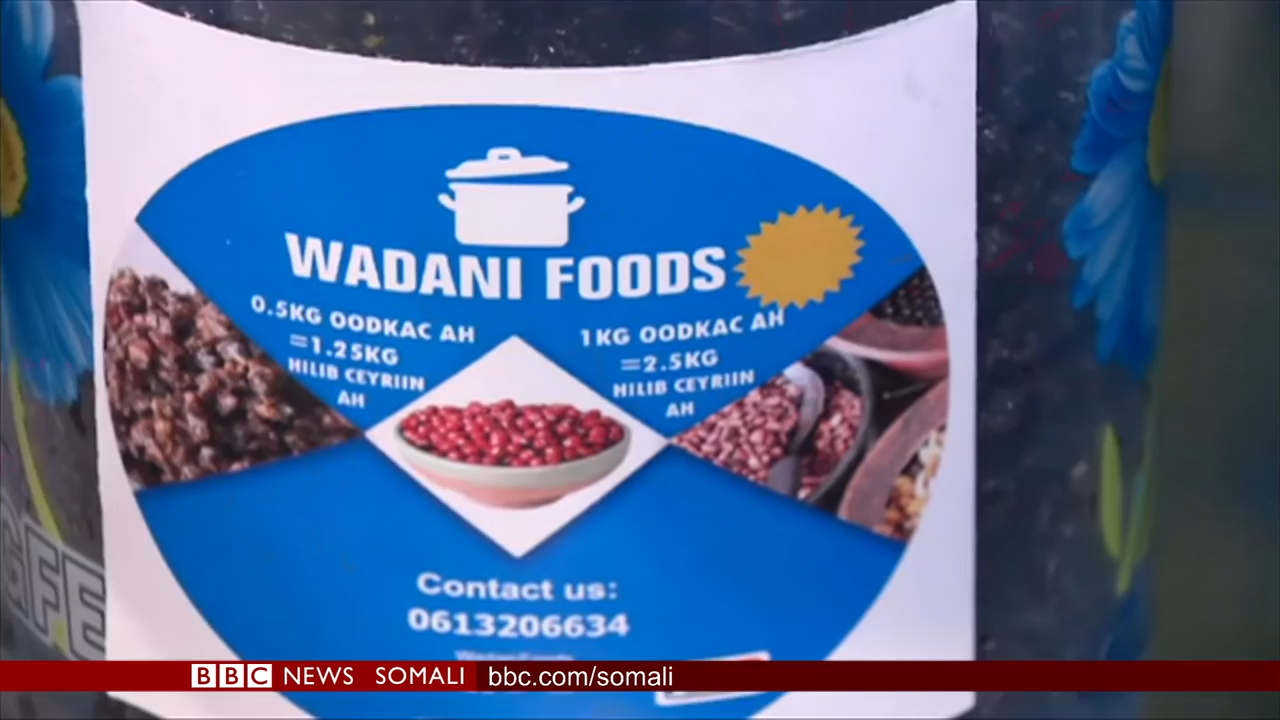 WADANI FOODS
0.5KG OODKAC AH
=1.25KG
HILIB CEYRIIN
AH
1KG OODKAC AH
=2.5KG
HILIB CEYRIIN
AH
Contact us:
0613206634
BBC NEWS SOMALI bbc.com/somali